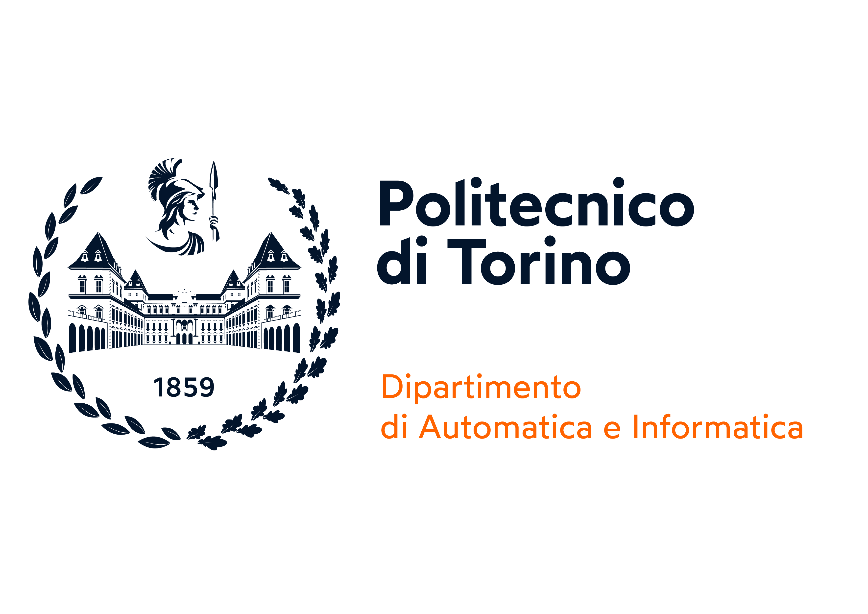 Politecnico
di Torino
1859
Dipartimento
di Automatica e Informatica